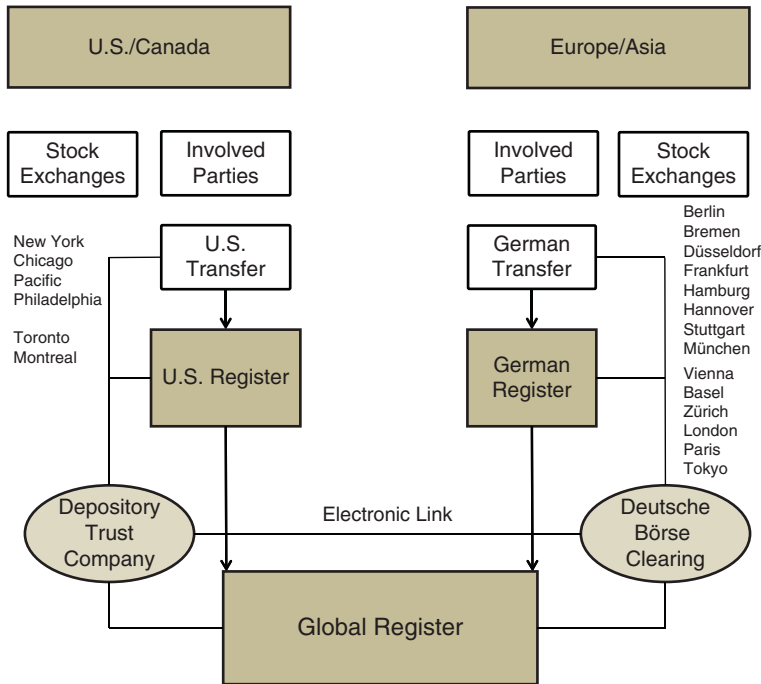 U.S./Canada
Europe/Asia
Stock
Exchanges
Involved
Parties
Involved
Parties
Stock
Exchanges
New York
Chicago
Pacific
Philadelphia
Toronto
Montreal
U.S.
Transfer
German
Transfer
Berlin
Bremen
Düsseldorf
Frankfurt
Hamburg
Hannover
Stuttgart
München
Vienna
Basel
Zürich
London
Paris
Tokyo
U.S. Register
German
Register
Depository
Trust
Company
Electronic Link
Deutsche
Börse
Clearing
Global Register